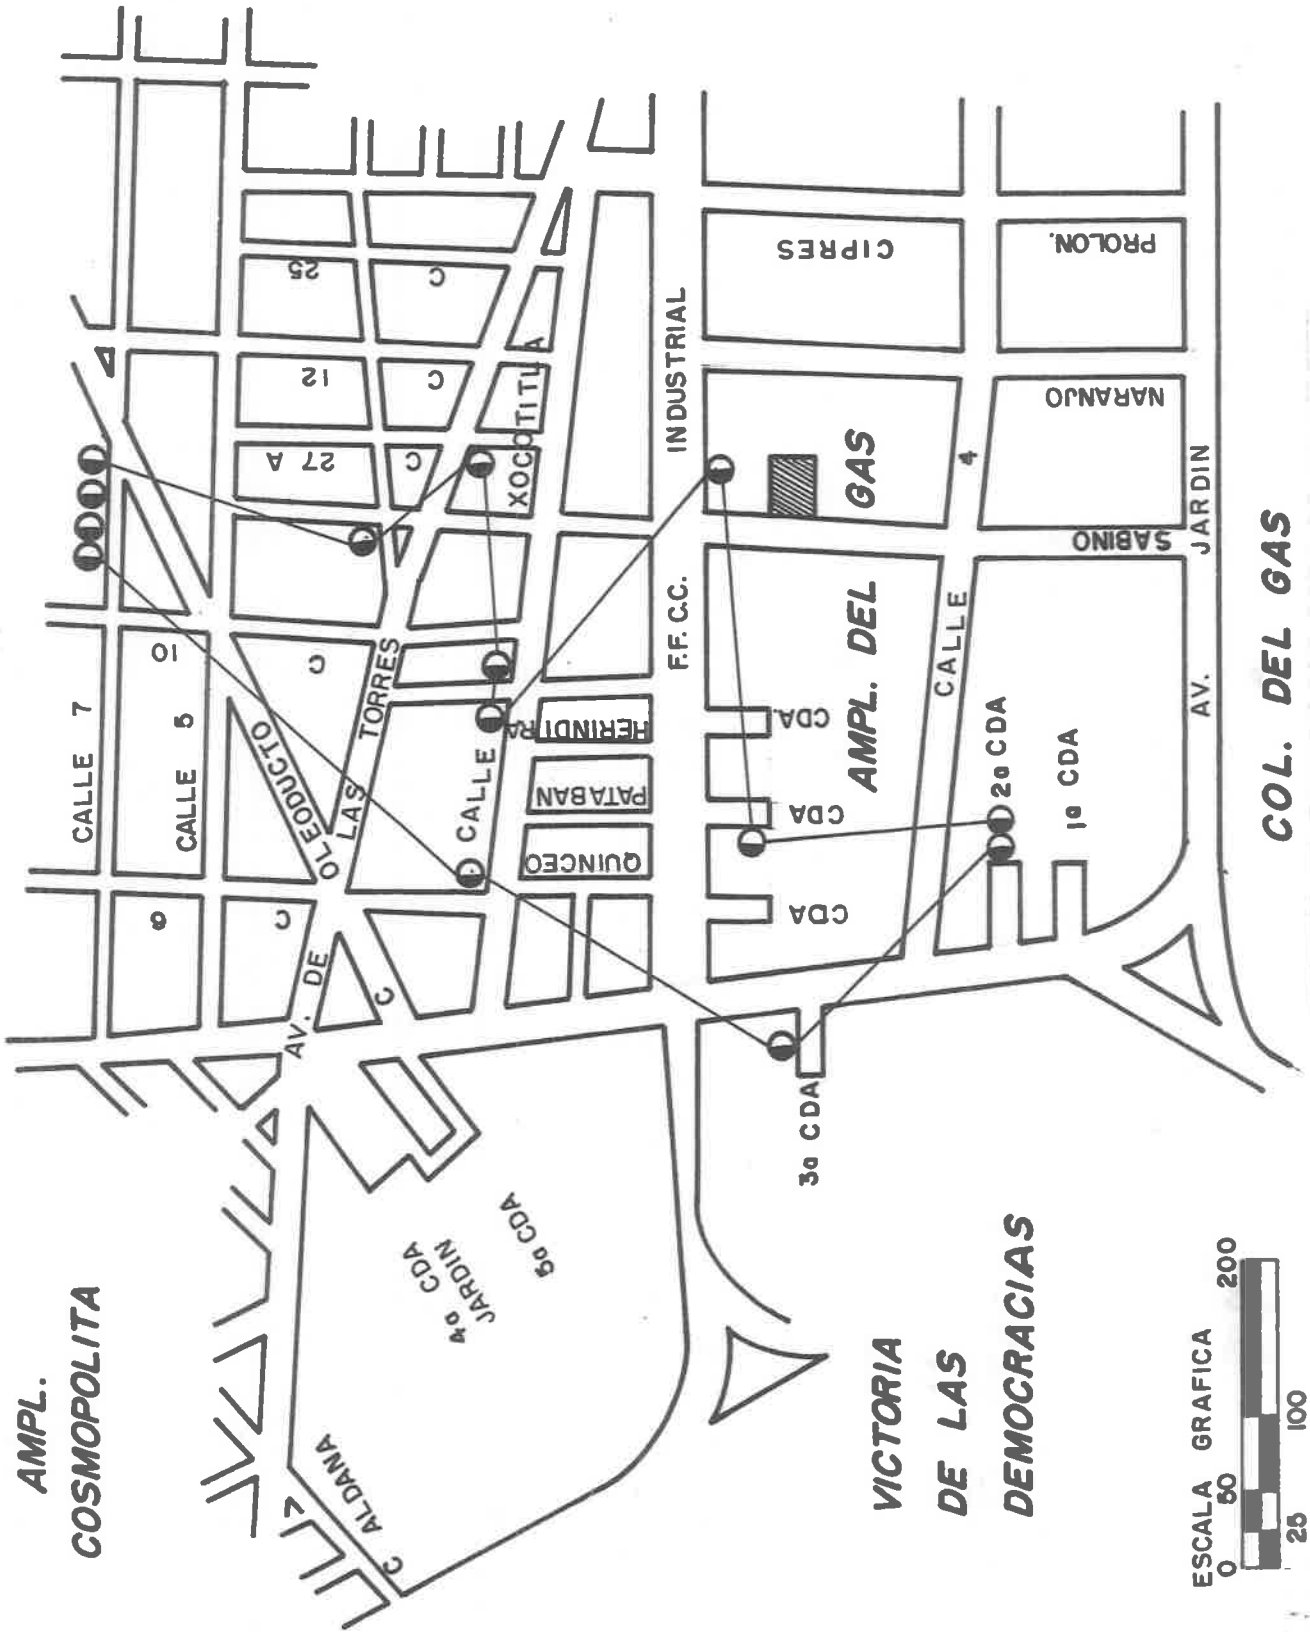 AMPL.
COSMOPOLITA
CALLE 7
CALLE 5
10
6
AV. DE
OLEODUCTO
LAS TORRES
C
C
C
27 A
C
12
C
25
C
C ALDANA
4a CDA
JARDIN
5a CDA
CALLE
XOCOTITLA
HERINDIRA
PATABAN
QUINCEO
F.F.C.C.
INDUSTRIAL
CDA.
CDA
CDA
3a CDA
CIPRES
PROLON.
NARANJO
SABINO
AMPL. DEL
GAS
CALLE
4
2a CDA
1a CDA
AV.
JARDIN
COL. DEL GAS
VICTORIA
DE LAS
DEMOCRACIAS
ESCALA GRAFICA
0 50 200
25 100